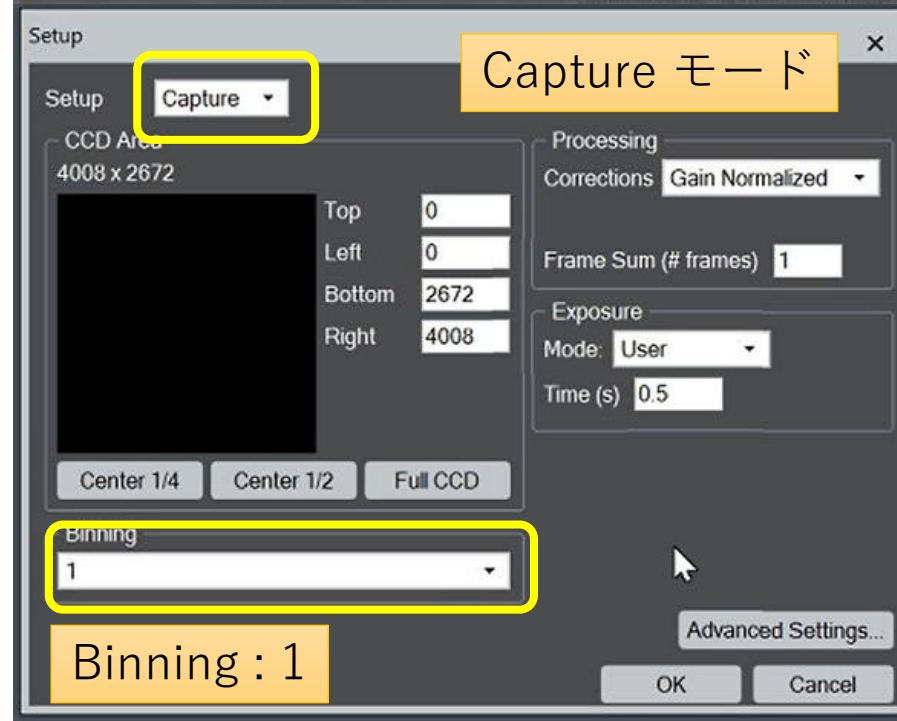 Setup
Capture モード
Setup Capture
CCD Area
4008 x 2672
Top 0
Left 0
Bottom 2672
Right 4008
Center 1/4 Center 1/2 Full CCD
Processing
Corrections Gain Normalized
Frame Sum (# frames) 1
Exposure
Mode: User
Time (s) 0.5
Binning
1
Binning : 1
Advanced Settings...
OK Cancel